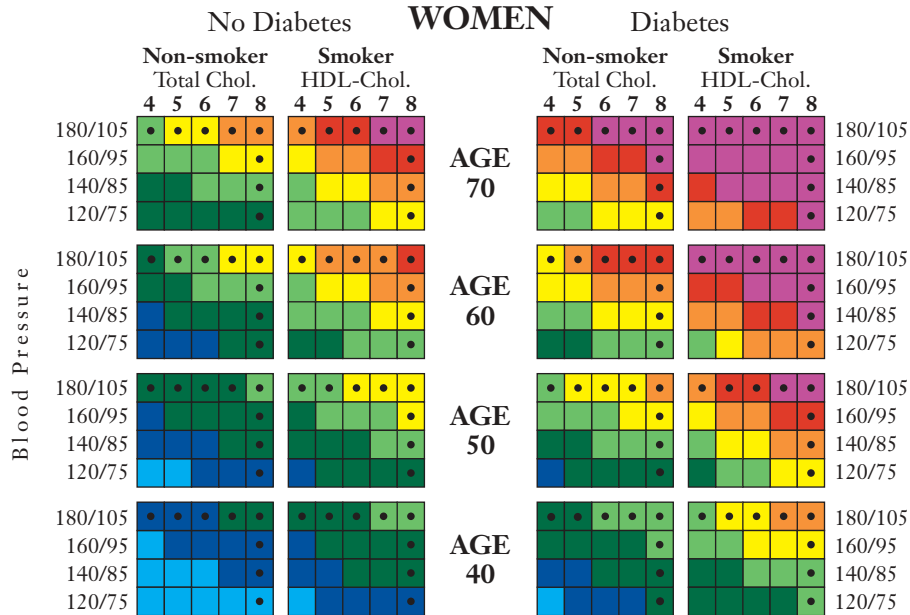 WOMEN
No Diabetes Diabetes
Non-smoker Smoker Non-smoker Smoker
Total Chol. HDL-Chol. Total Chol. HDL-Chol.
4 5 6 7 8 4 5 6 7 8 4 5 6 7 8 4 5 6 7 8
Blood Pressure
180/105 180/105
160/95 AGE 160/95
140/85 70 140/85
120/75 120/75
180/105 180/105
160/95 AGE 160/95
140/85 60 140/85
120/75 120/75
180/105 180/105
160/95 AGE 160/95
140/85 50 140/85
120/75 120/75
180/105 180/105
160/95 AGE 160/95
140/85 40 140/85
120/75 120/75